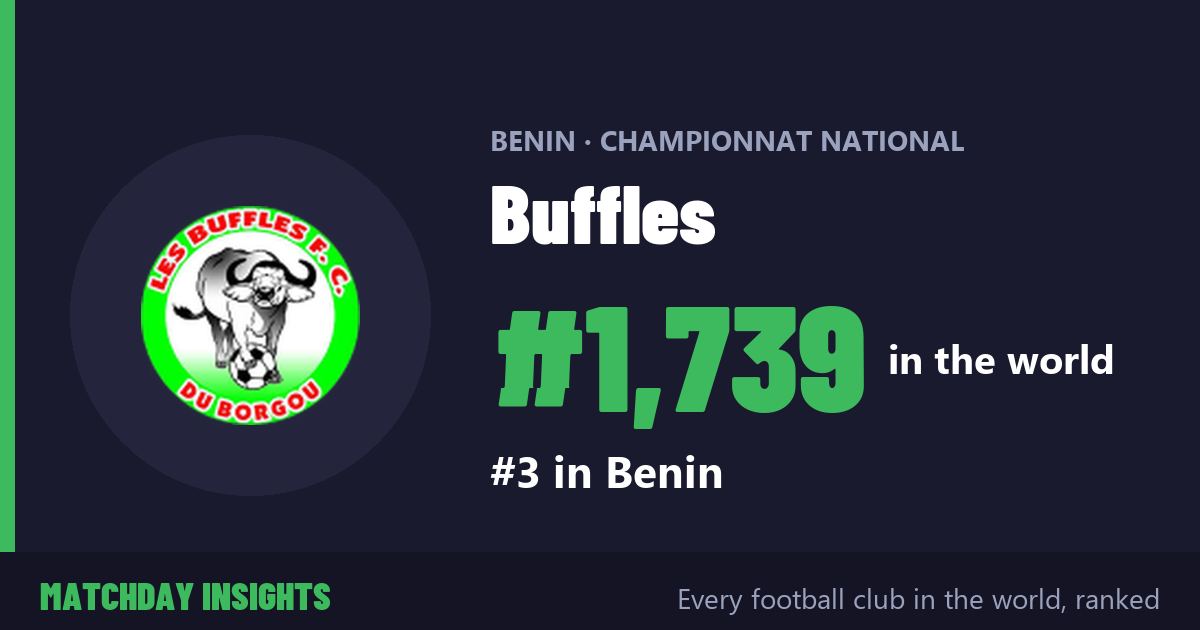 BENIN · CHAMPIONNAT NATIONAL
Buffles
LES BUFFLES F. C.
DU BORGOU
#1,739 in the world
#3 in Benin
MATCHDAY INSIGHTS
Every football club in the world, ranked